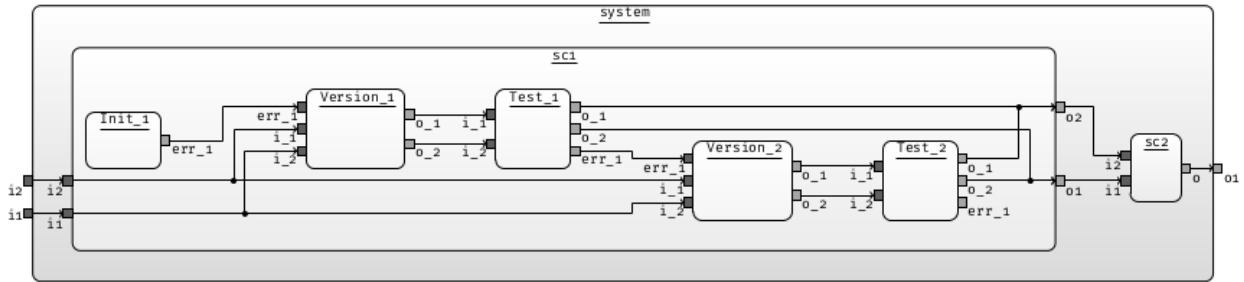 system
sc1
Init_1
err_1
Version_1
err_1
i_1
i_2
o_1
o_2
Test_1
i_1
i_2
o_1
o_2
err_1
Version_2
err_1
i_1
i_2
o_1
o_2
Test_2
i_1
i_2
o_1
o_2
err_1
i2
i2
i1
i1
o2
o1
sc2
i2
i1
o
o1